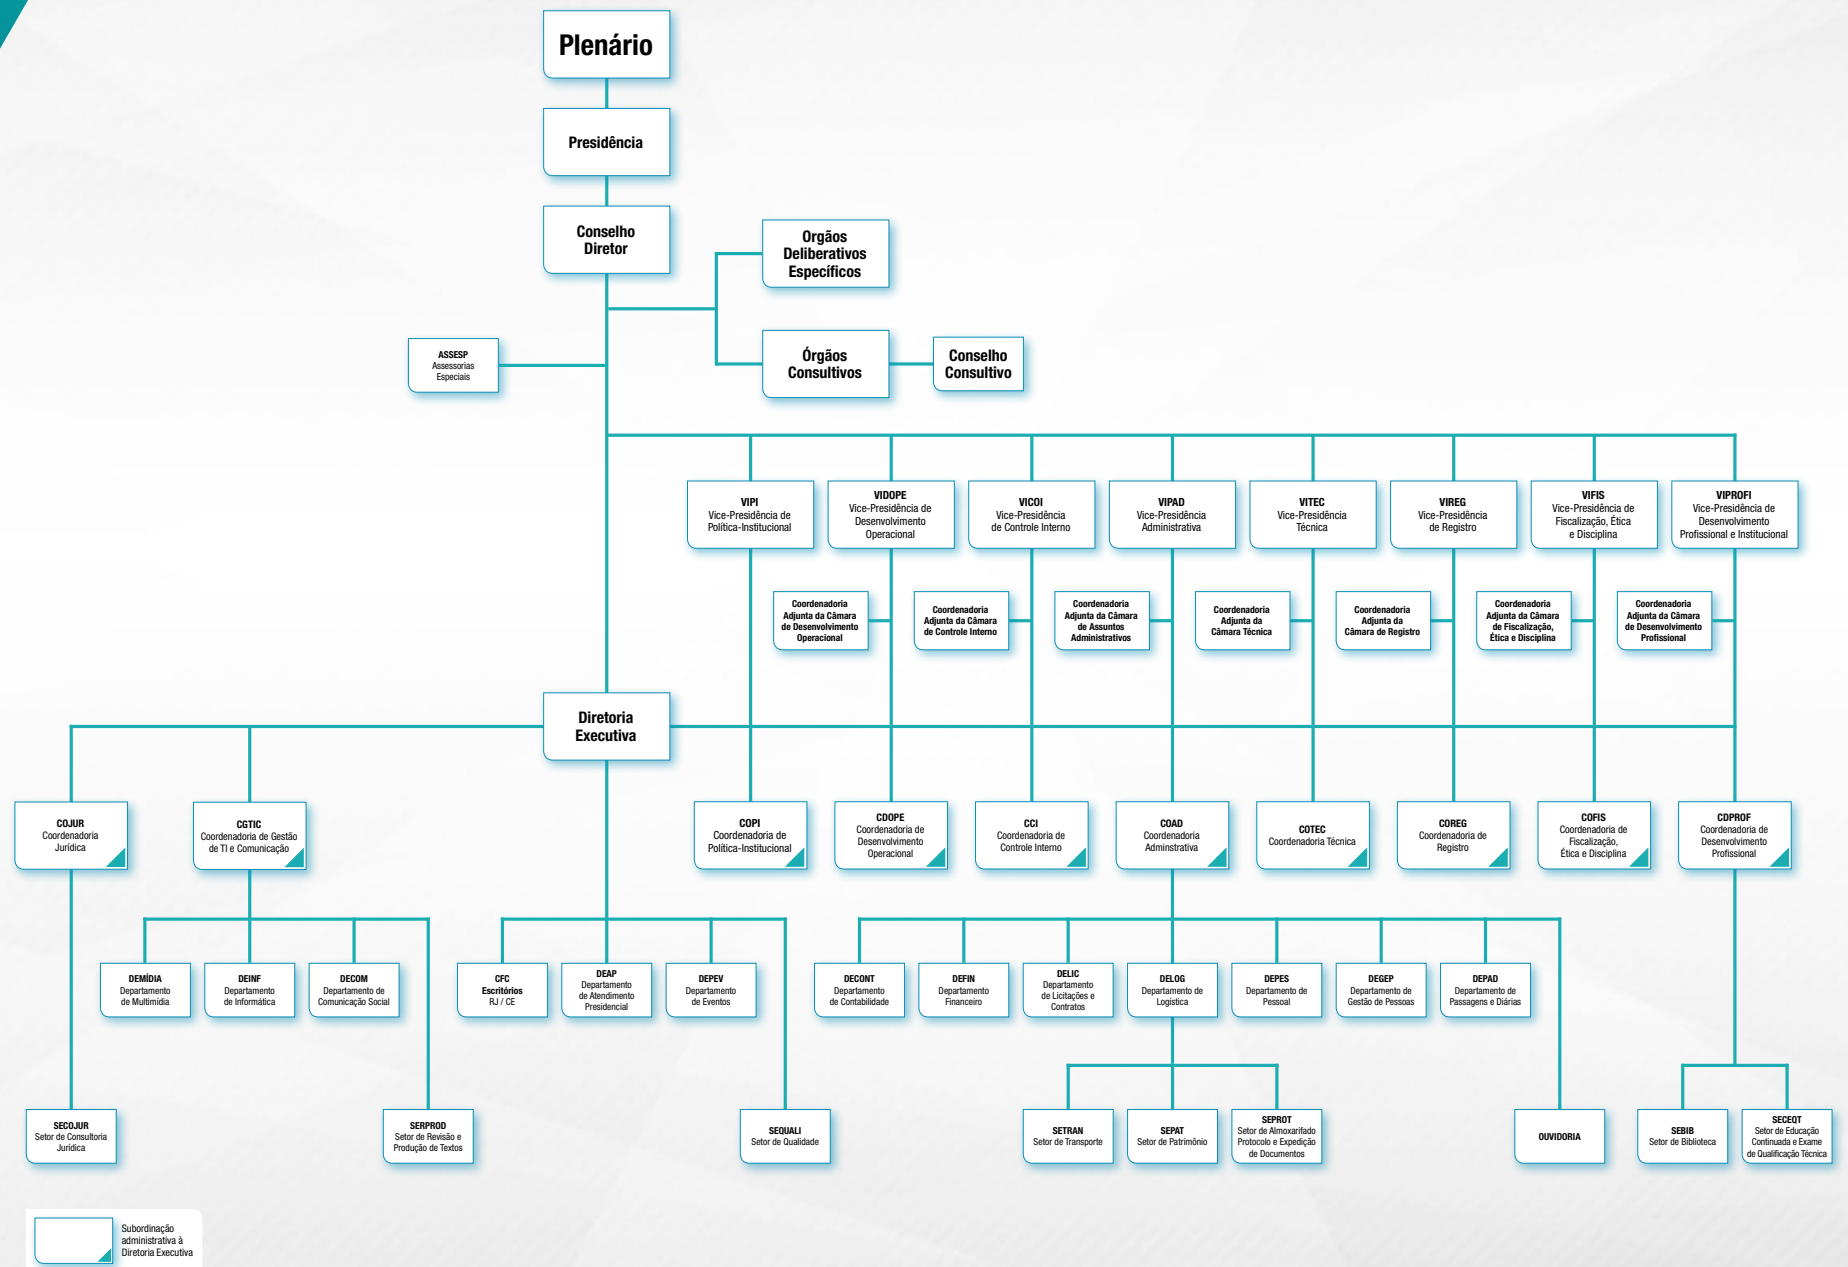 Plenário
Presidência
Conselho
Diretor
Orgãos
Deliberativos
Específicos
ASSESP
Assessorias
Especiais
Órgãos
Consultivos
Conselho
Consultivo
VIPI
Vice-Presidência de
Política-Institucional
VIDOPE
Vice-Presidência de
Desenvolvimento
Operacional
VICOI
Vice-Presidência
de Controle Interno
VIPAD
Vice-Presidência
Administrativa
VITEC
Vice-Presidência
Técnica
VIREG
Vice-Presidência
de Registro
VIFIS
Vice-Presidência de
Fiscalização, Ética
e Disciplina
VIPROFI
Vice-Presidência de
Desenvolvimento
Profissional e Institucional
Coordenadoria
Adjunta da Câmara
de Desenvolvimento
Operacional
Coordenadoria
Adjunta da Câmara
de Controle Interno
Coordenadoria
Adjunta da Câmara
de Assuntos
Administrativos
Coordenadoria
Adjunta da
Câmara Técnica
Coordenadoria
Adjunta da
Câmara de Registro
Coordenadoria
Adjunta da Câmara
de Fiscalização,
Ética e Disciplina
Coordenadoria
Adjunta da Câmara
de Desenvolvimento
Profissional
Diretoria
Executiva
COJUR
Coordenadoria
Jurídica
CGTIC
Coordenadoria de Gestão
de TI e Comunicação
COPI
Coordenadoria de
Política-Institucional
CDOPE
Coordenadoria de
Desenvolvimento
Operacional
CCI
Coordenadoria de
Controle Interno
COAD
Coordenadoria
Adminstrativa
COTEC
Coordenadoria Técnica
COREG
Coordenadoria de
Registro
COFIS
Coordenadoria de
Fiscalização,
Ética e Disciplina
CDPROF
Coordenadoria de
Desenvolvimento
Profissional
DEMÍDIA
Departamento
de Multimídia
DEINF
Departamento
de Informática
DECOM
Departamento de
Comunicação Social
CFC
Escritórios
RJ / CE
DEAP
Departamento
de Atendimento
Presidencial
DEPEV
Departamento
de Eventos
DECONT
Departamento
de Contabilidade
DEFIN
Departamento
Financeiro
DELIC
Departamento
de Licitações e
Contratos
DELOG
Departamento de
Logística
DEPES
Departamento de
Pessoal
DEGEP
Departamento de
Gestão de Pessoas
DEPAD
Departamento de
Passagens e Diárias
SECOJUR
Setor de Consultoria
Jurídica
SERPROD
Setor de Revisão e
Produção de Textos
SEQUALI
Setor de Qualidade
SETRAN
Setor de Transporte
SEPAT
Setor de Patrimônio
SEPROT
Setor de Almoxarifado
Protocolo e Expedição
de Documentos
OUVIDORIA
SEBIB
Setor de Biblioteca
SECEQT
Setor de Educação
Continuada e Exame
de Qualificação Técnica
Subordinação
administrativa à
Diretoria Executiva